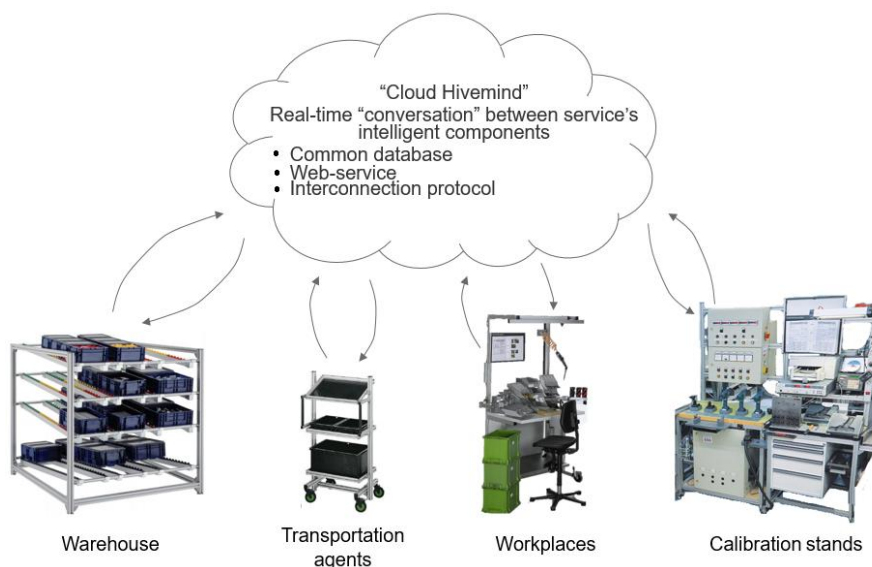 “Cloud Hivemind”
Real-time “conversation” between service’s
intelligent components
• Common database
• Web-service
• Interconnection protocol
Warehouse
Transportation
agents
Workplaces
Calibration stands